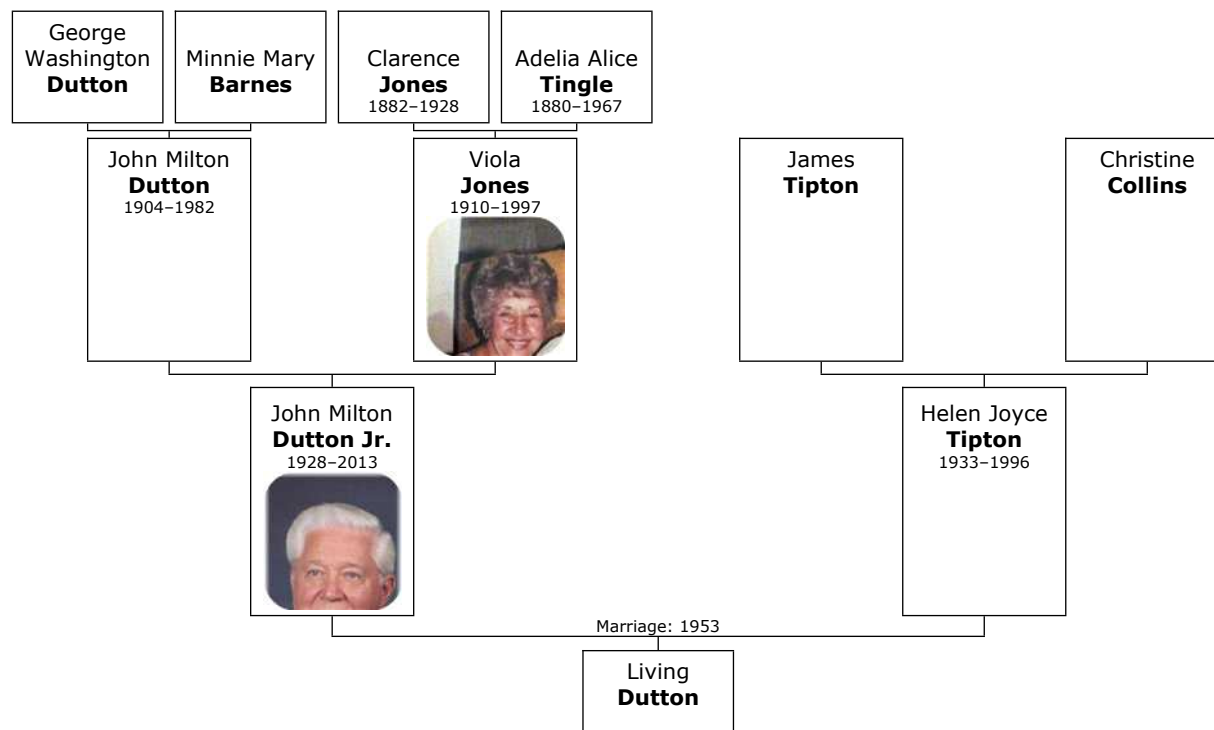 George
Washington
Dutton
Minnie Mary
Barnes
Clarence
Jones
1882–1928
Adelia Alice
Tingle
1880–1967
John Milton
Dutton
1904–1982
Viola
Jones
1910–1997
James
Tipton
Christine
Collins
John Milton
Dutton Jr.
1928–2013
Helen Joyce
Tipton
1933–1996
Marriage: 1953
Living
Dutton